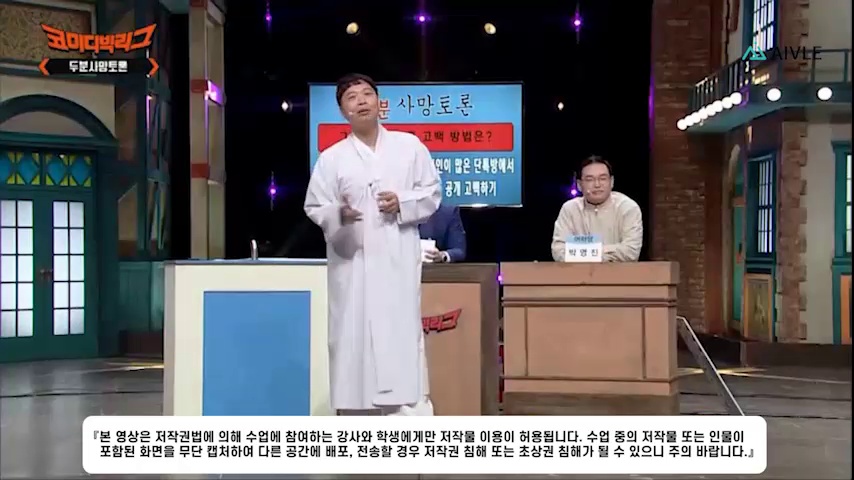 코미디빅리그
두분사망토론
AIVLE
분 사망토론
고백 방법은?
많은 단톡방에서
공개 고백하기
박영진
코미디빅리그
『본 영상은 저작권법에 의해 수업에 참여하는 강사와 학생에게만 저작물 이용이 허용됩니다. 수업 중의 저작물 또는 인물이
포함된 화면을 무단 캡처하여 다른 공간에 배포, 전송할 경우 저작권 침해 또는 초상권 침해가 될 수 있으니 주의 바랍니다.』